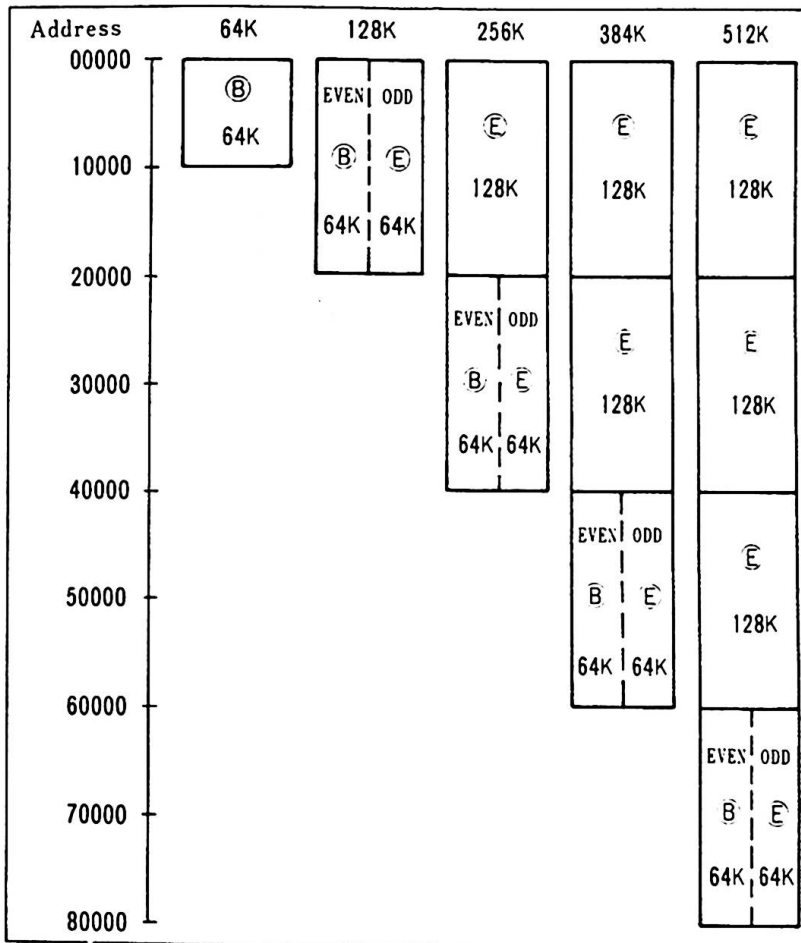 Address 64K 128K 256K 384K 512K
00000
EVEN ODD
Ⓑ Ⓔ Ⓔ Ⓔ
64K Ⓑ Ⓔ
10000
128K 128K 128K
64K 64K
20000
EVEN ODD
Ⓔ Ⓔ
30000 Ⓑ Ⓔ
128K 128K
64K 64K
40000
EVEN ODD
Ⓔ
50000 Ⓑ Ⓔ
128K
64K 64K
60000
EVEN ODD
70000 Ⓑ Ⓔ
64K 64K
80000